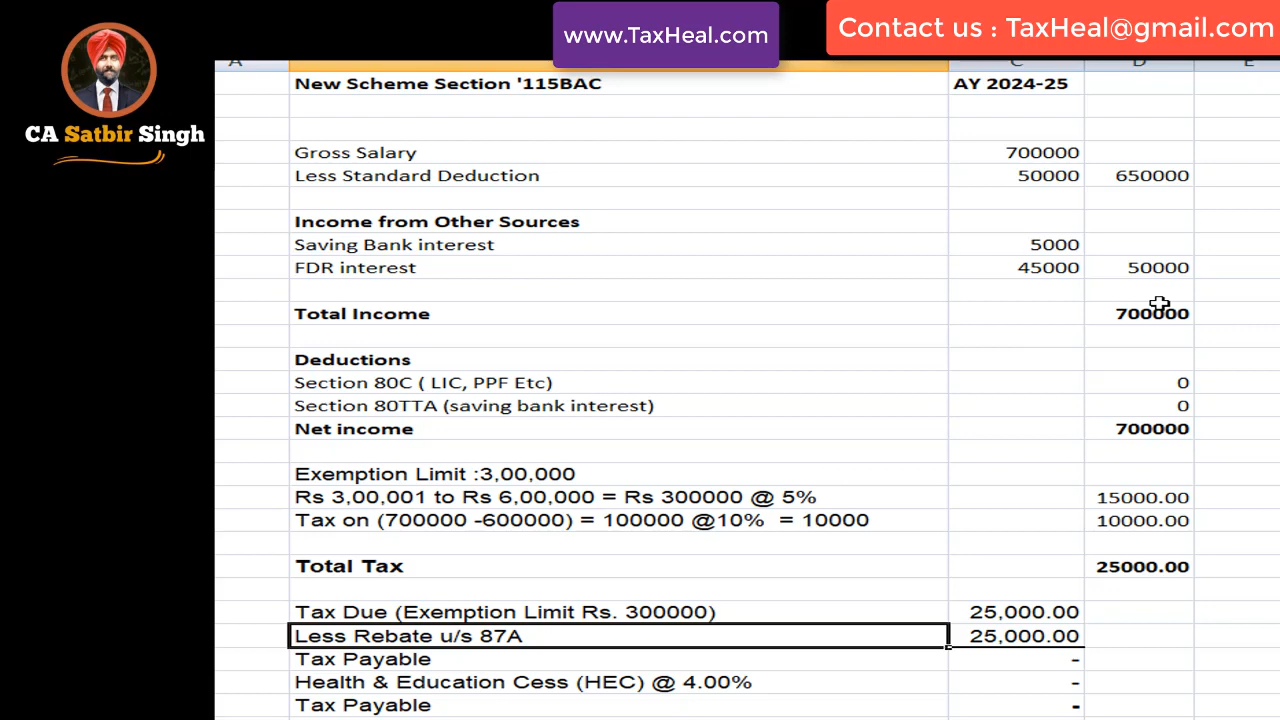 www.TaxHeal.com
Contact us : TaxHeal@gmail.com
CA Satbir Singh
A C D E
New Scheme Section '115BAC AY 2024-25
Gross Salary 700000
Less Standard Deduction 50000 650000
Income from Other Sources
Saving Bank interest 5000
FDR interest 45000 50000
Total Income 700000
Deductions
Section 80C ( LIC, PPF Etc) 0
Section 80TTA (saving bank interest) 0
Net income 700000
Exemption Limit :3,00,000
Rs 3,00,001 to Rs 6,00,000 = Rs 300000 @ 5% 15000.00
Tax on (700000 -600000) = 100000 @10% = 10000 10000.00
Total Tax 25000.00
Tax Due (Exemption Limit Rs. 300000) 25,000.00
Less Rebate u/s 87A 25,000.00
Tax Payable -
Health & Education Cess (HEC) @ 4.00% -
Tax Payable -